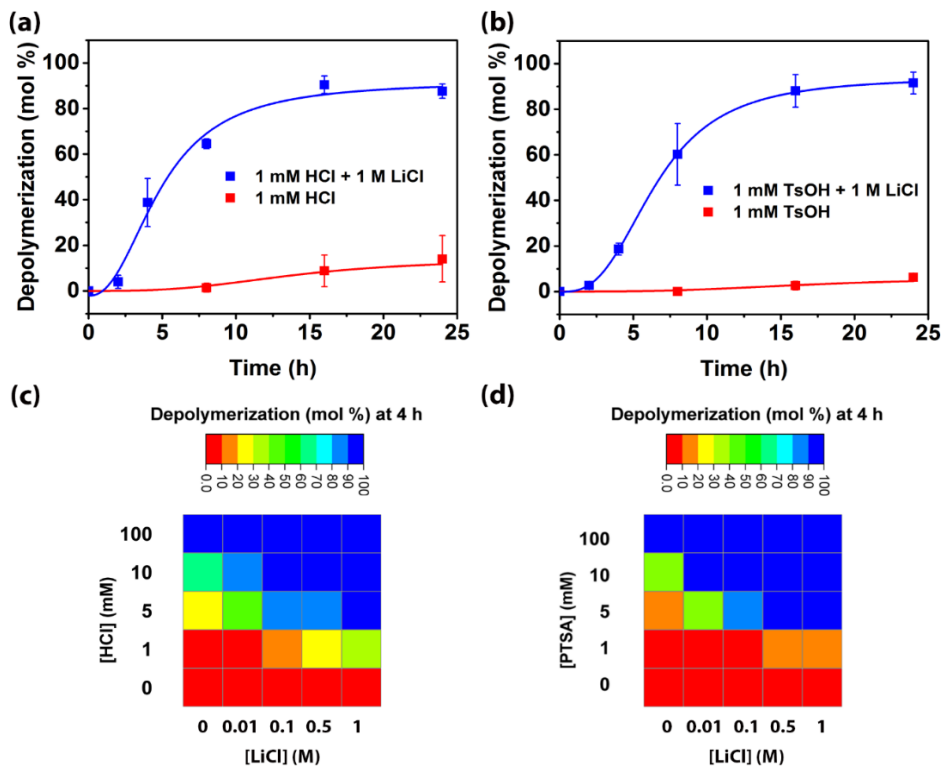 (a)
Depolymerization (mol %)
100
80
60
40
20
0
1 mM HCl + 1 M LiCl
1 mM HCl
0 5 10 15 20 25
Time (h)
(b)
Depolymerization (mol %)
100
80
60
40
20
0
1 mM TsOH + 1 M LiCl
1 mM TsOH
0 5 10 15 20 25
Time (h)
(c)
Depolymerization (mol %) at 4 h
0.0 10 20 30 40 50 60 70 80 90 100
[HCl] (mM)
100
10
5
1
0
0 0.01 0.1 0.5 1
[LiCl] (M)
(d)
Depolymerization (mol %) at 4 h
0.0 10 20 30 40 50 60 70 80 90 100
[PTSA] (mM)
100
10
5
1
0
0 0.01 0.1 0.5 1
[LiCl] (M)